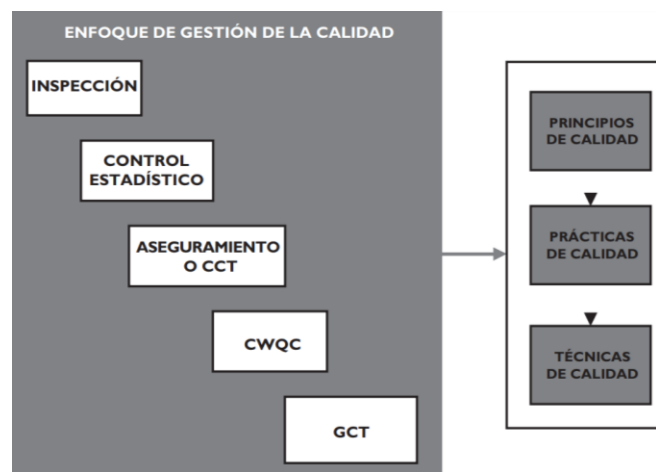 ENFOQUE DE GESTIÓN DE LA CALIDAD
INSPECCIÓN
CONTROL
ESTADÍSTICO
ASEGURAMIENTO
O CCT
CWQC
GCT
PRINCIPIOS
DE CALIDAD
PRÁCTICAS
DE CALIDAD
TÉCNICAS
DE CALIDAD